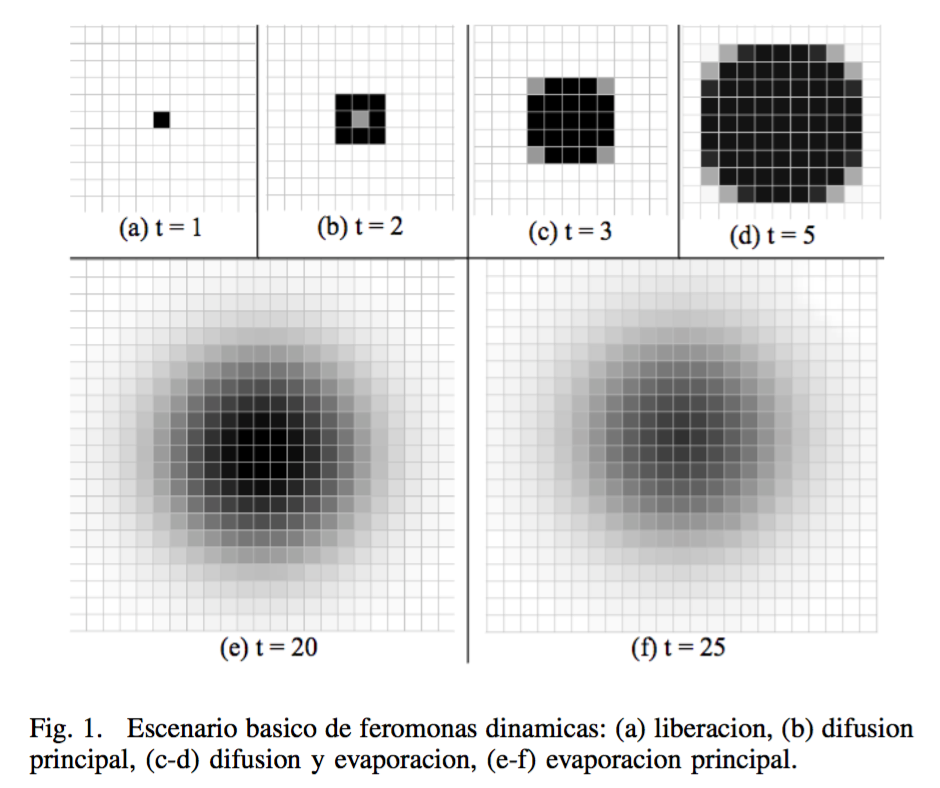 (a) t = 1
(b) t = 2
(c) t = 3
(d) t = 5
(e) t = 20
(f) t = 25
Fig. 1. Escenario basico de feromonas dinamicas: (a) liberacion, (b) difusion
principal, (c-d) difusion y evaporacion, (e-f) evaporacion principal.